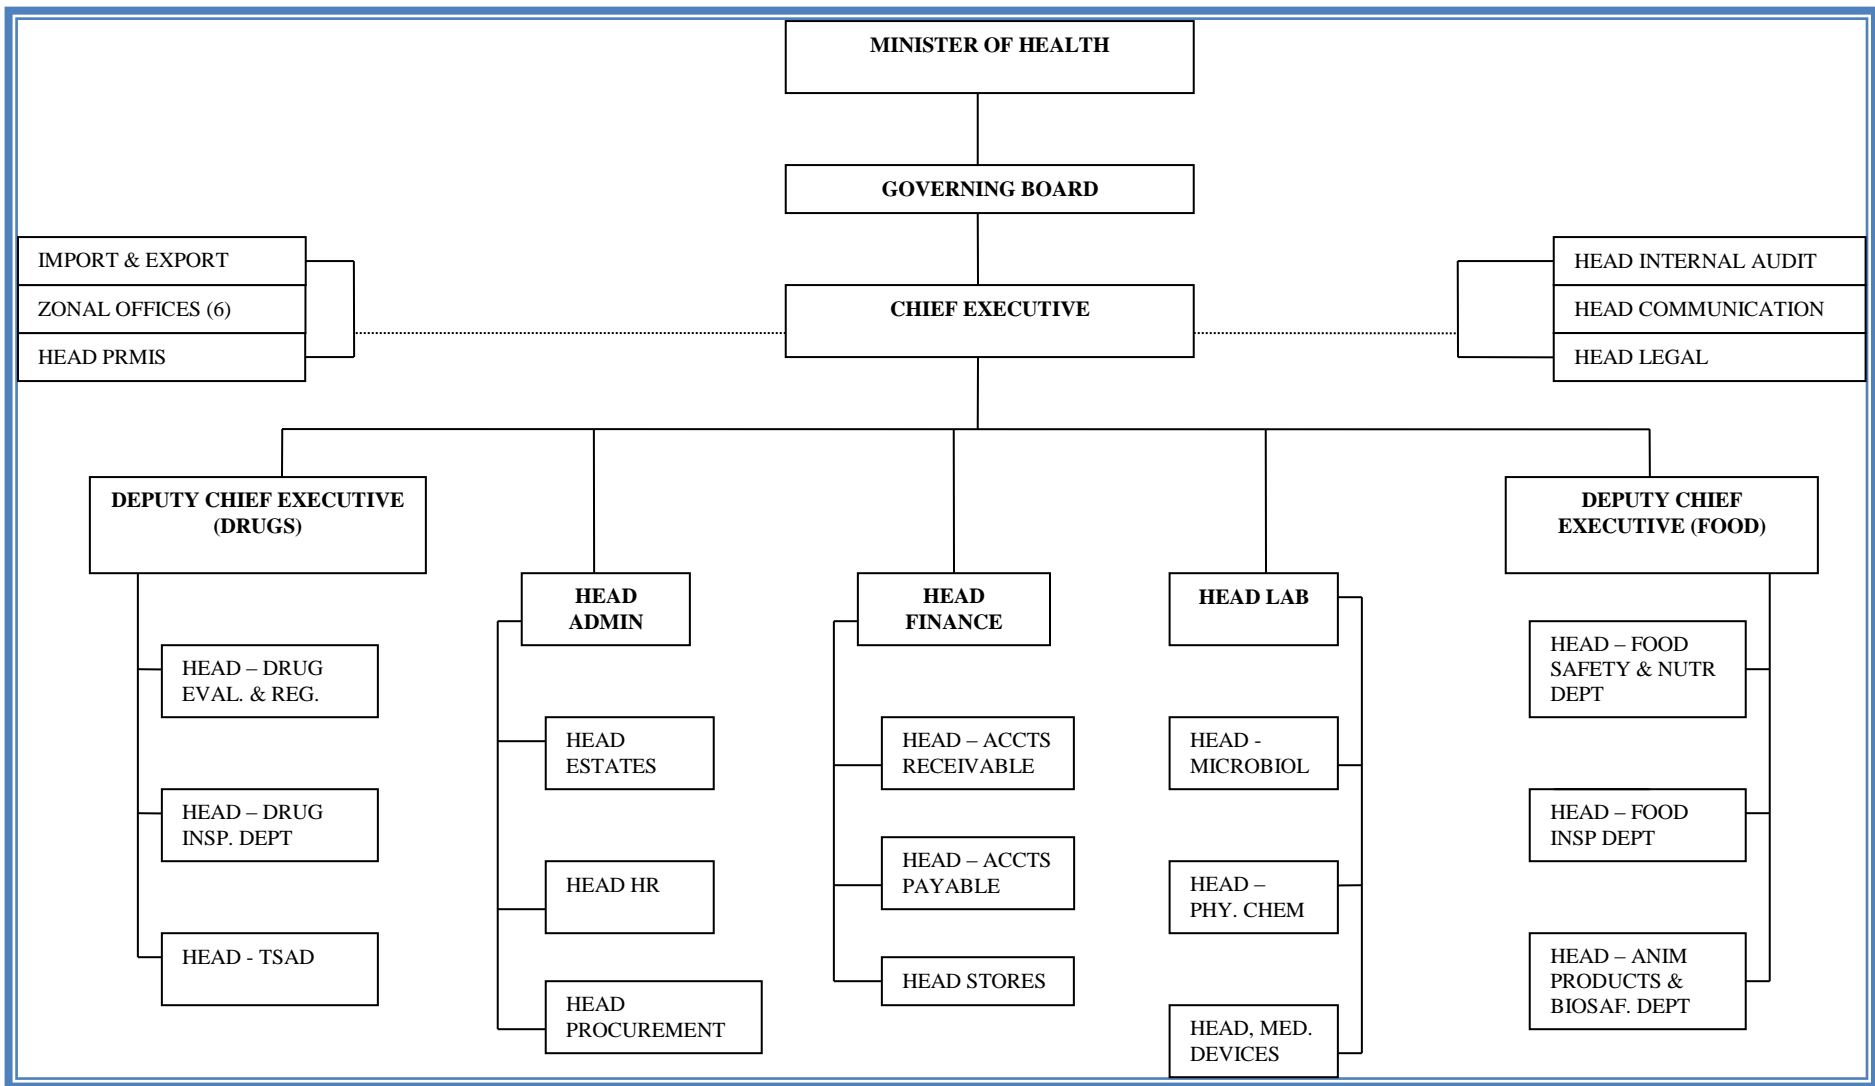 MINISTER OF HEALTH
GOVERNING BOARD
IMPORT & EXPORT
ZONAL OFFICES (6)
HEAD PRMIS
CHIEF EXECUTIVE
HEAD INTERNAL AUDIT
HEAD COMMUNICATION
HEAD LEGAL
DEPUTY CHIEF EXECUTIVE
(DRUGS)
HEAD – DRUG
EVAL. & REG.
HEAD – DRUG
INSP. DEPT
HEAD - TSAD
HEAD
ADMIN
HEAD
ESTATES
HEAD HR
HEAD
PROCUREMENT
HEAD
FINANCE
HEAD – ACCTS
RECEIVABLE
HEAD – ACCTS
PAYABLE
HEAD STORES
HEAD LAB
HEAD -
MICROBIOL
HEAD –
PHY. CHEM
HEAD, MED.
DEVICES
DEPUTY CHIEF
EXECUTIVE (FOOD)
HEAD – FOOD
SAFETY & NUTR
DEPT
HEAD – FOOD
INSP DEPT
HEAD – ANIM
PRODUCTS &
BIOSAF. DEPT